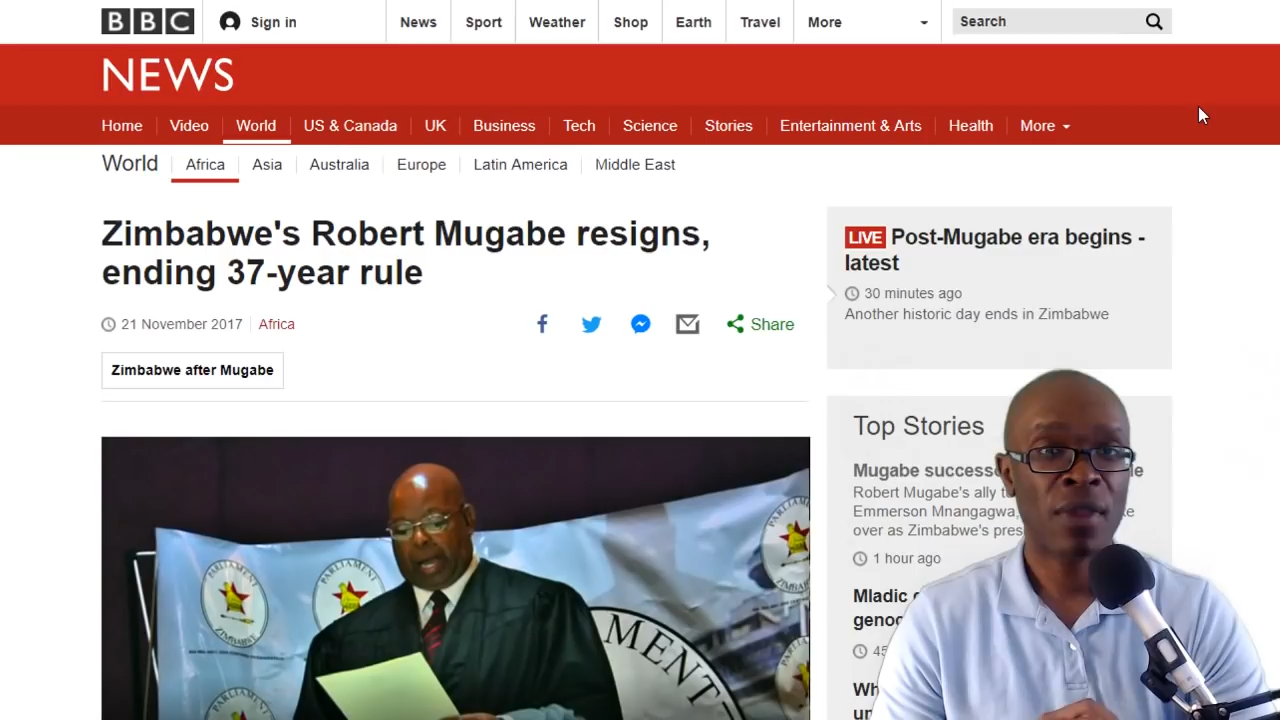 BBC
Sign in
News
Sport
Weather
Shop
Earth
Travel
More
Search
NEWS
Home
Video
World
US & Canada
UK
Business
Tech
Science
Stories
Entertainment & Arts
Health
More
World
Africa
Asia
Australia
Europe
Latin America
Middle East
Zimbabwe's Robert Mugabe resigns,
ending 37-year rule
21 November 2017
Africa
Share
Zimbabwe after Mugabe
PARLIAMENT
ZIMBABWE
PARLIAMENT
PARLIAMENT
LIVE Post-Mugabe era begins -
latest
30 minutes ago
Another historic day ends in Zimbabwe
Top Stories
Mugabe
Robert Mugabe's ally
Emmerson Mnangagwa,
over as Zimbabwe's
1 hour ago
Mladic